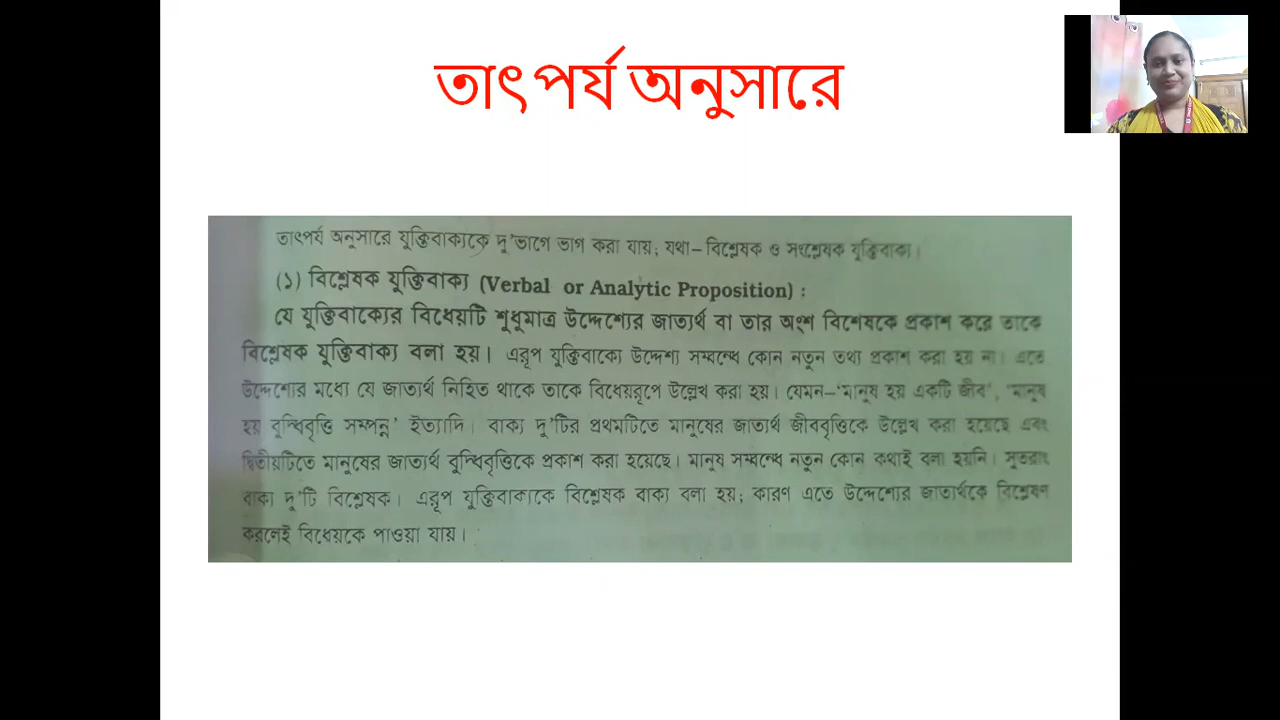 তাৎপর্য অনুসারে
তাৎপর্য অনুসারে যুক্তিবাক্যকে দু'ভাগে ভাগ করা যায়; যথা– বিশ্লেষক ও সংশ্লেষক যুক্তিবাক্য।
(১) বিশ্লেষক যুক্তিবাক্য (Verbal or Analytic Proposition) :
যে যুক্তিবাক্যের বিধেয়টি শুধুমাত্র উদ্দেশ্যের জাত্যর্থ বা তার অংশ বিশেষকে প্রকাশ করে তাকে
বিশ্লেষক যুক্তিবাক্য বলা হয়। এরূপ যুক্তিবাক্যে উদ্দেশ্য সম্বন্ধে কোন নতুন তথ্য প্রকাশ করা হয় না। এতে
উদ্দেশ্যের মধ্যে যে জাত্যর্থ নিহিত থাকে তাকে বিধেয়রূপে উল্লেখ করা হয়। যেমন–'মানুষ হয় একটি জীব', 'মানুষ
হয় বুদ্ধিবৃত্তি সম্পন্ন' ইত্যাদি। বাক্য দু'টির প্রথমটিতে মানুষের জাত্যর্থ জীববৃত্তিকে উল্লেখ করা হয়েছে এবং
দ্বিতীয়টিতে মানুষের জাত্যর্থ বুদ্ধিবৃত্তিকে প্রকাশ করা হয়েছে। মানুষ সম্বন্ধে নতুন কোন কথাই বলা হয়নি। সুতরাং
বাক্য দু'টি বিশ্লেষক। এরূপ যুক্তিবাক্যকে বিশ্লেষক বাক্য বলা হয়; কারণ এতে উদ্দেশ্যের জাত্যর্থকে বিশ্লেষণ
করলেই বিধেয়কে পাওয়া যায়।